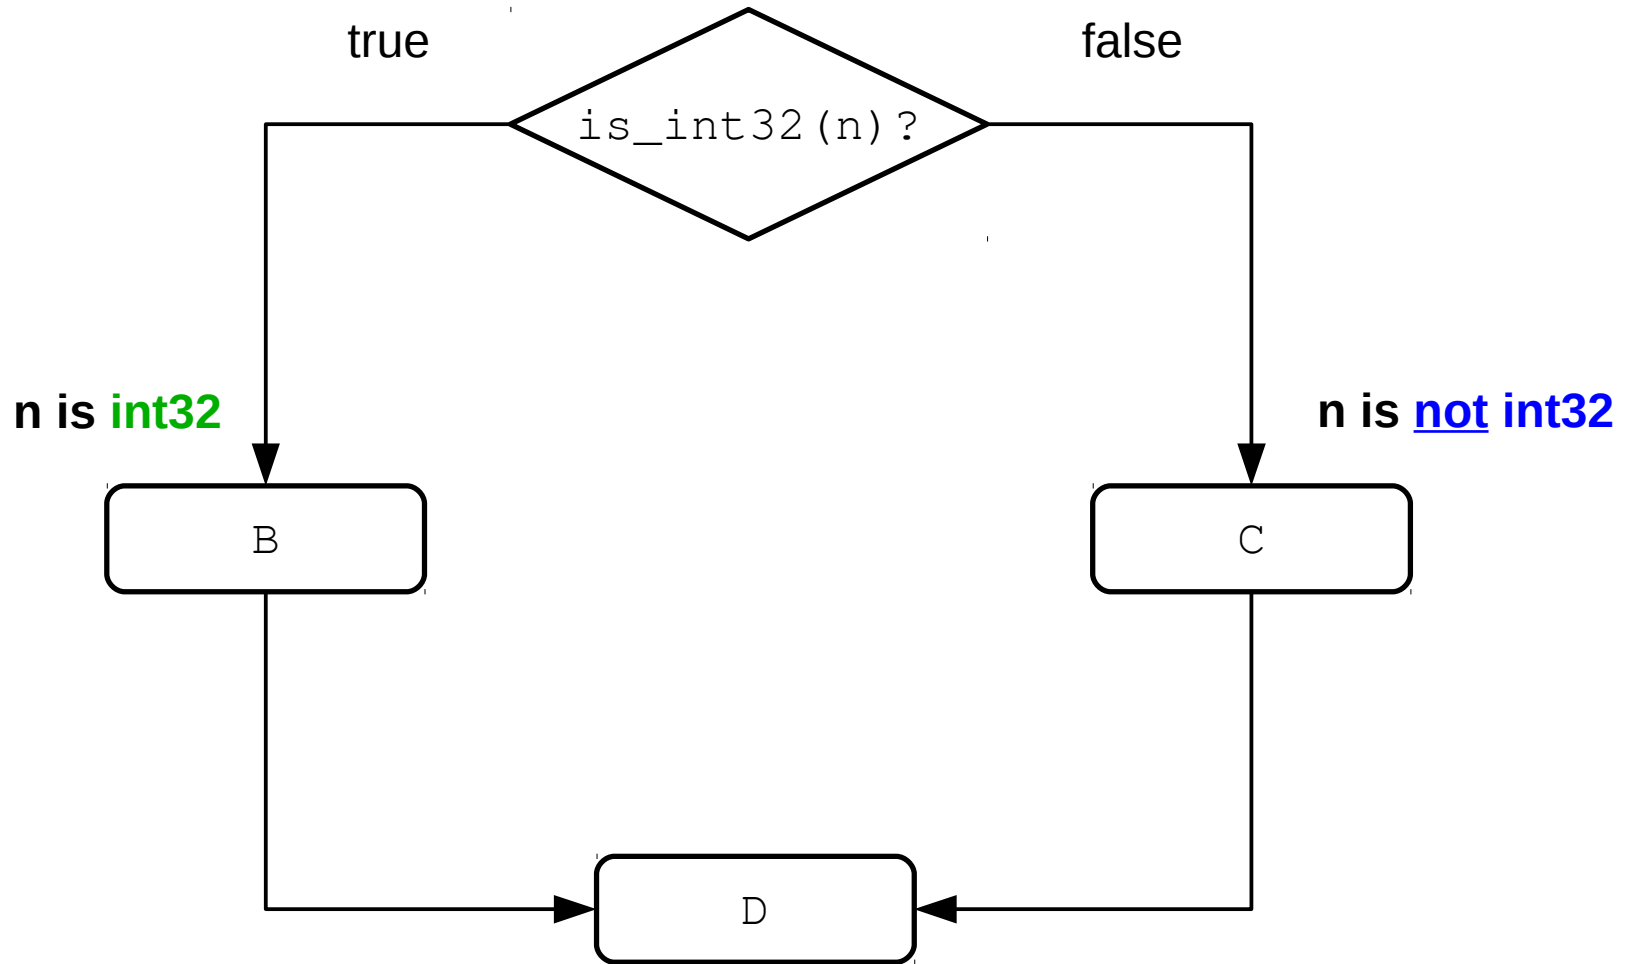 true
false
is_int32(n)?
n is int32
n is not int32
B
C
D